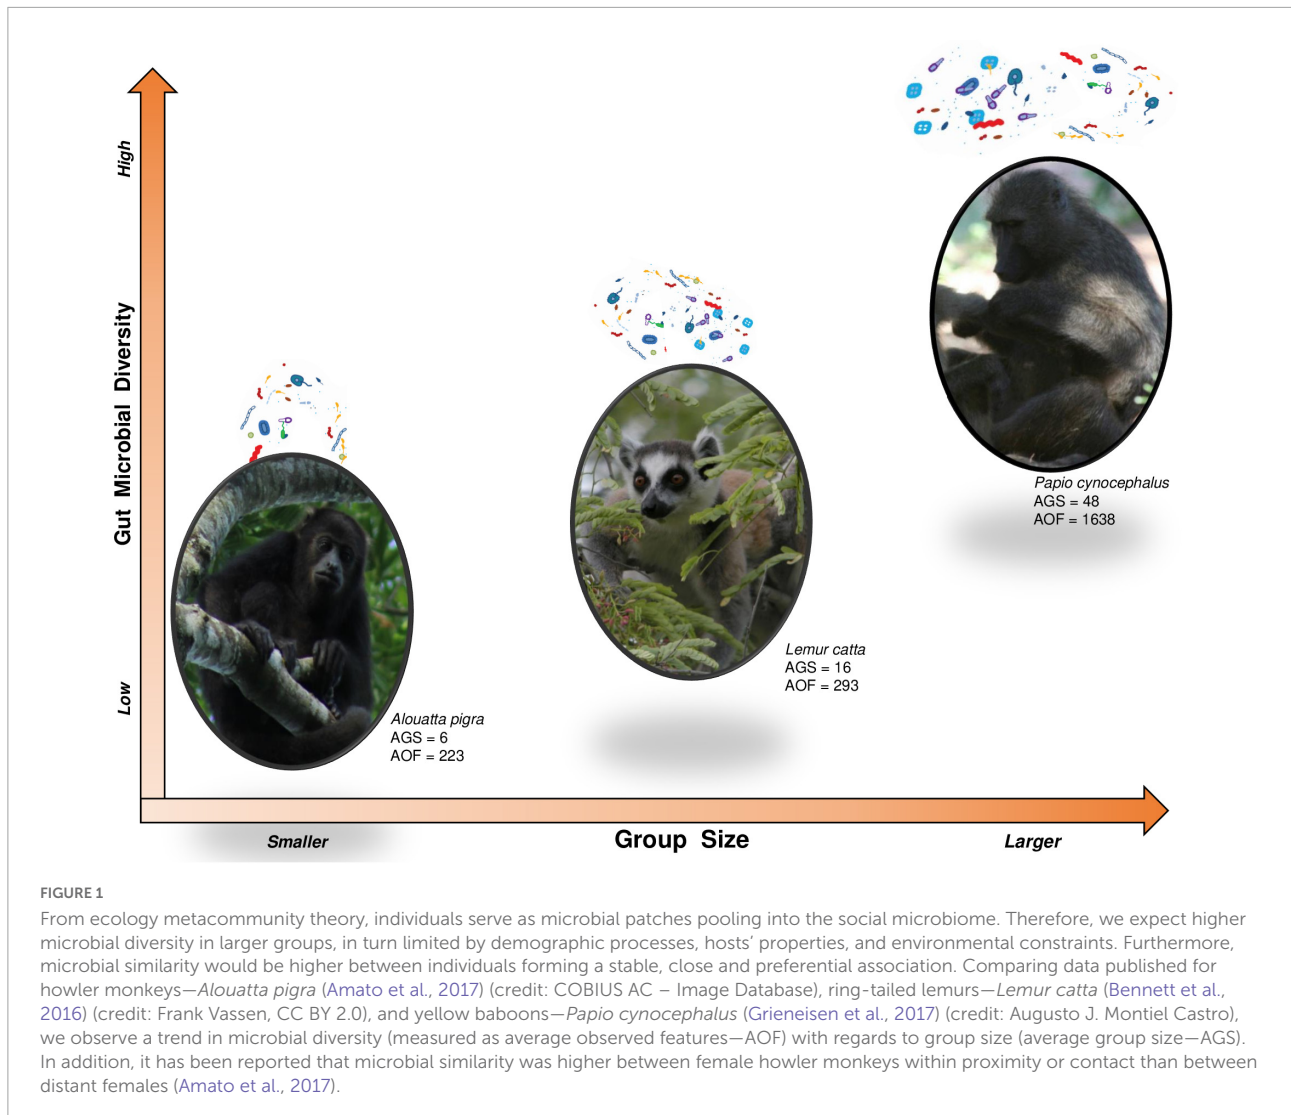 High
Gut Microbial Diversity
Low
Alouatta pigra
AGS = 6
AOF = 223
Lemur catta
AGS = 16
AOF = 293
Papio cynocephalus
AGS = 48
AOF = 1638
Smaller
Group Size
Larger
FIGURE 1
From ecology metacommunity theory, individuals serve as microbial patches pooling into the social microbiome. Therefore, we expect higher
microbial diversity in larger groups, in turn limited by demographic processes, hosts’ properties, and environmental constraints. Furthermore,
microbial similarity would be higher between individuals forming a stable, close and preferential association. Comparing data published for
howler monkeys—Alouatta pigra (Amato et al., 2017) (credit: COBIUS AC – Image Database), ring-tailed lemurs—Lemur catta (Bennett et al.,
2016) (credit: Frank Vassen, CC BY 2.0), and yellow baboons—Papio cynocephalus (Grieneisen et al., 2017) (credit: Augusto J. Montiel Castro),
we observe a trend in microbial diversity (measured as average observed features—AOF) with regards to group size (average group size—AGS).
In addition, it has been reported that microbial similarity was higher between female howler monkeys within proximity or contact than between
distant females (Amato et al., 2017).